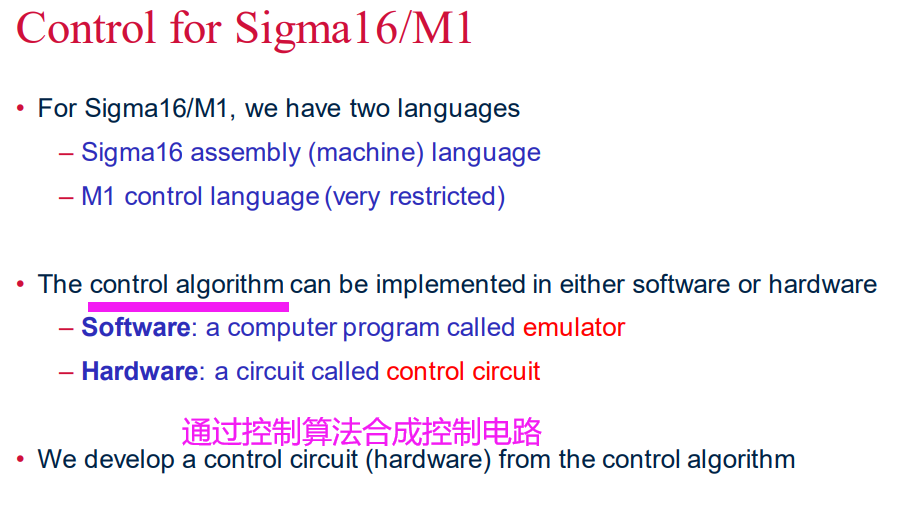 Control for Sigma16/M1
• For Sigma16/M1, we have two languages
– Sigma16 assembly (machine) language
– M1 control language (very restricted)
• The control algorithm can be implemented in either software or hardware
– Software: a computer program called emulator
– Hardware: a circuit called control circuit
通过控制算法合成控制电路
• We develop a control circuit (hardware) from the control algorithm